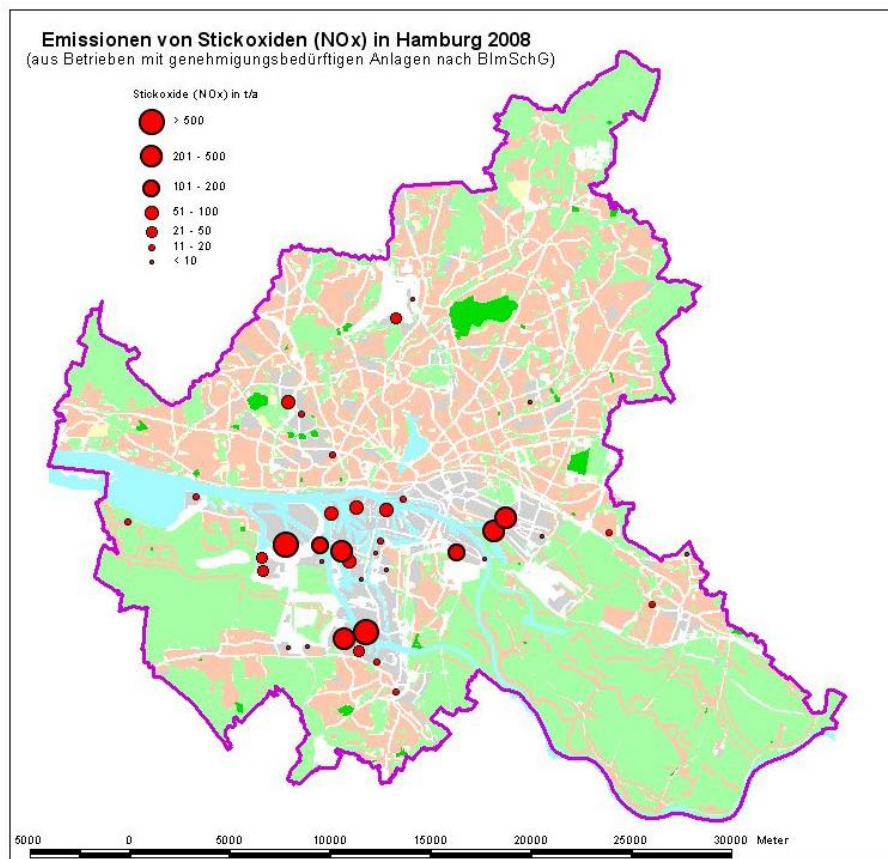 Emissionen von Stickoxiden (NOx) in Hamburg 2008
(aus Betrieben mit genehmigungsbedürftigen Anlagen nach BImSchG)
Stickoxide (NOx) in t/a
> 500
201 - 500
101 - 200
51 - 100
21 - 50
11 - 20
< 10
5000 0 5000 10000 15000 20000 25000 30000 Meter